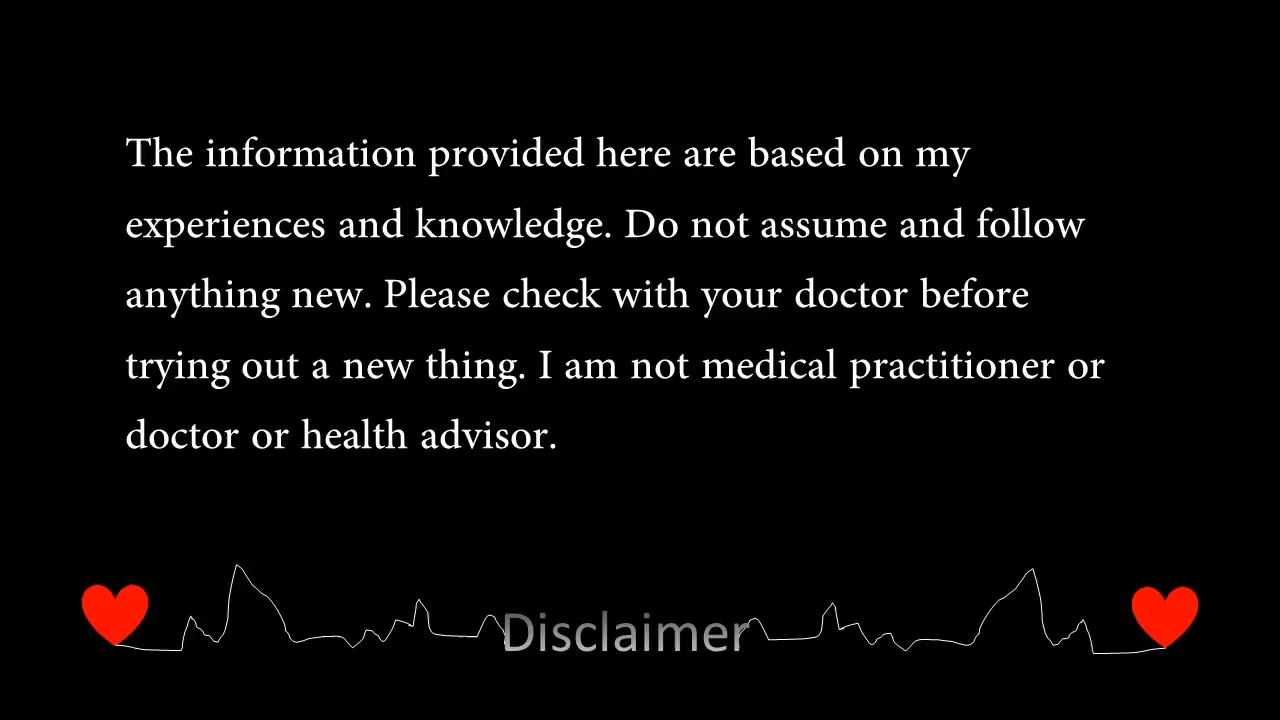 The information provided here are based on my
experiences and knowledge. Do not assume and follow
anything new. Please check with your doctor before
trying out a new thing. I am not medical practitioner or
doctor or health advisor.
Disclaimer